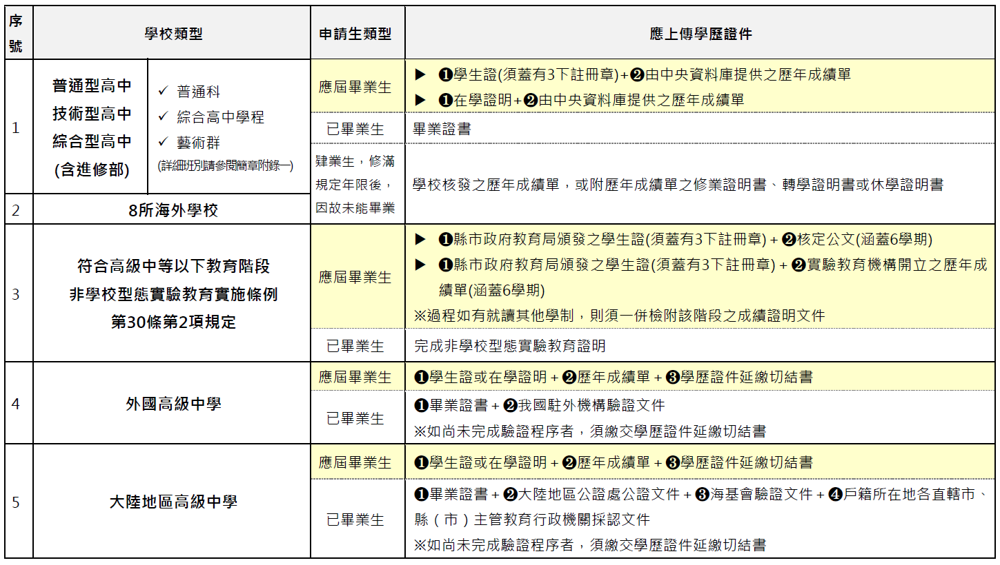 序
號
學校類型
申請生類型
應上傳學歷證件
1
普通型高中
技術型高中
綜合型高中
(含進修部)
✓ 普通科
✓ 綜合高中學程
✓ 藝術群
(詳細班別請參閱簡章附錄一)
應屆畢業生
▶ ❶學生證(須蓋有3下註冊章)+❷由中央資料庫提供之歷年成績單
▶ ❶在學證明+❷由中央資料庫提供之歷年成績單
已畢業生
畢業證書
肄業生，修滿
規定年限後，
因故未能畢業
學校核發之歷年成績單，或附歷年成績單之修業證明書、轉學證明書或休學證明書
2
8所海外學校
3
符合高級中等以下教育階段
非學校型態實驗教育實施條例
第30條第2項規定
應屆畢業生
▶ ❶縣市政府教育局頒發之學生證(須蓋有3下註冊章)＋❷核定公文(涵蓋6學期)
▶ ❶縣市政府教育局頒發之學生證(須蓋有3下註冊章)＋❷實驗教育機構開立之歷年成
績單(涵蓋6學期)
※過程如有就讀其他學制，則須一併檢附該階段之成績證明文件
已畢業生
完成非學校型態實驗教育證明
4
外國高級中學
應屆畢業生
❶學生證或在學證明＋❷歷年成績單＋❸學歷證件延繳切結書
已畢業生
❶畢業證書＋❷我國駐外機構驗證文件
※如尚未完成驗證程序者，須繳交學歷證件延繳切結書
5
大陸地區高級中學
應屆畢業生
❶學生證或在學證明＋❷歷年成績單＋❸學歷證件延繳切結書
已畢業生
❶畢業證書＋❷大陸地區公證處公證文件＋❸海基會驗證文件＋❹戶籍所在地各直轄市、
縣（市）主管教育行政機關採認文件
※如尚未完成驗證程序者，須繳交學歷證件延繳切結書